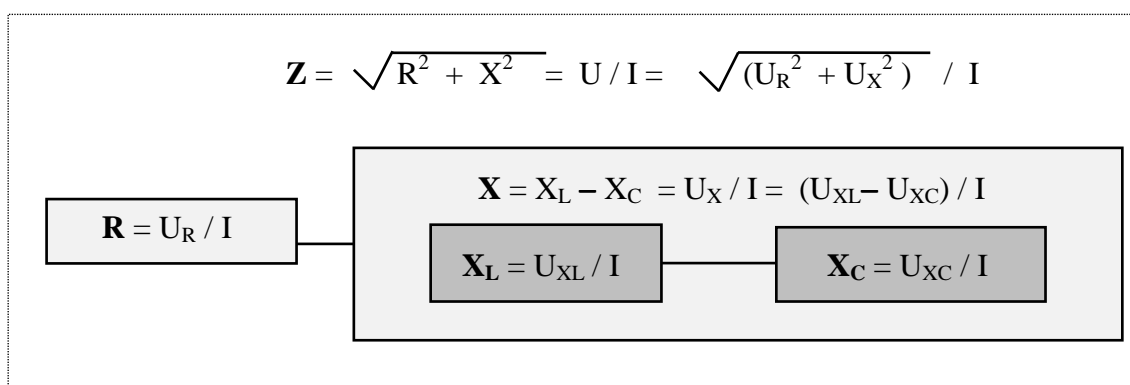 Z = √(R² + X²) = U / I = √((U_R² + U_X²)) / I
X = X_L – X_C = U_X / I = (U_XL – U_XC) / I
R = U_R / I
X_L = U_XL / I
X_C = U_XC / I